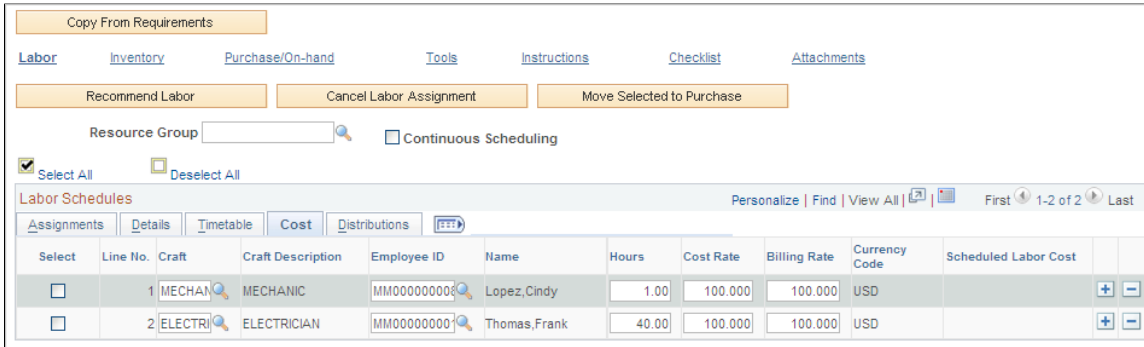 Copy From Requirements
Labor Inventory Purchase/On-hand Tools Instructions Checklist Attachments
Recommend Labor Cancel Labor Assignment Move Selected to Purchase
Resource Group Continuous Scheduling
Select All Deselect All
Labor Schedules Personalize | Find | View All | | First 1-2 of 2 Last
Assignments Details Timetable Cost Distributions
Select Line No. Craft Craft Description Employee ID Name Hours Cost Rate Billing Rate Currency Code Scheduled Labor Cost
1 MECHAN MECHANIC MM00000000 Lopez,Cindy 1.00 100.000 100.000 USD
2 ELECTRI ELECTRICIAN MM00000000 Thomas,Frank 40.00 100.000 100.000 USD